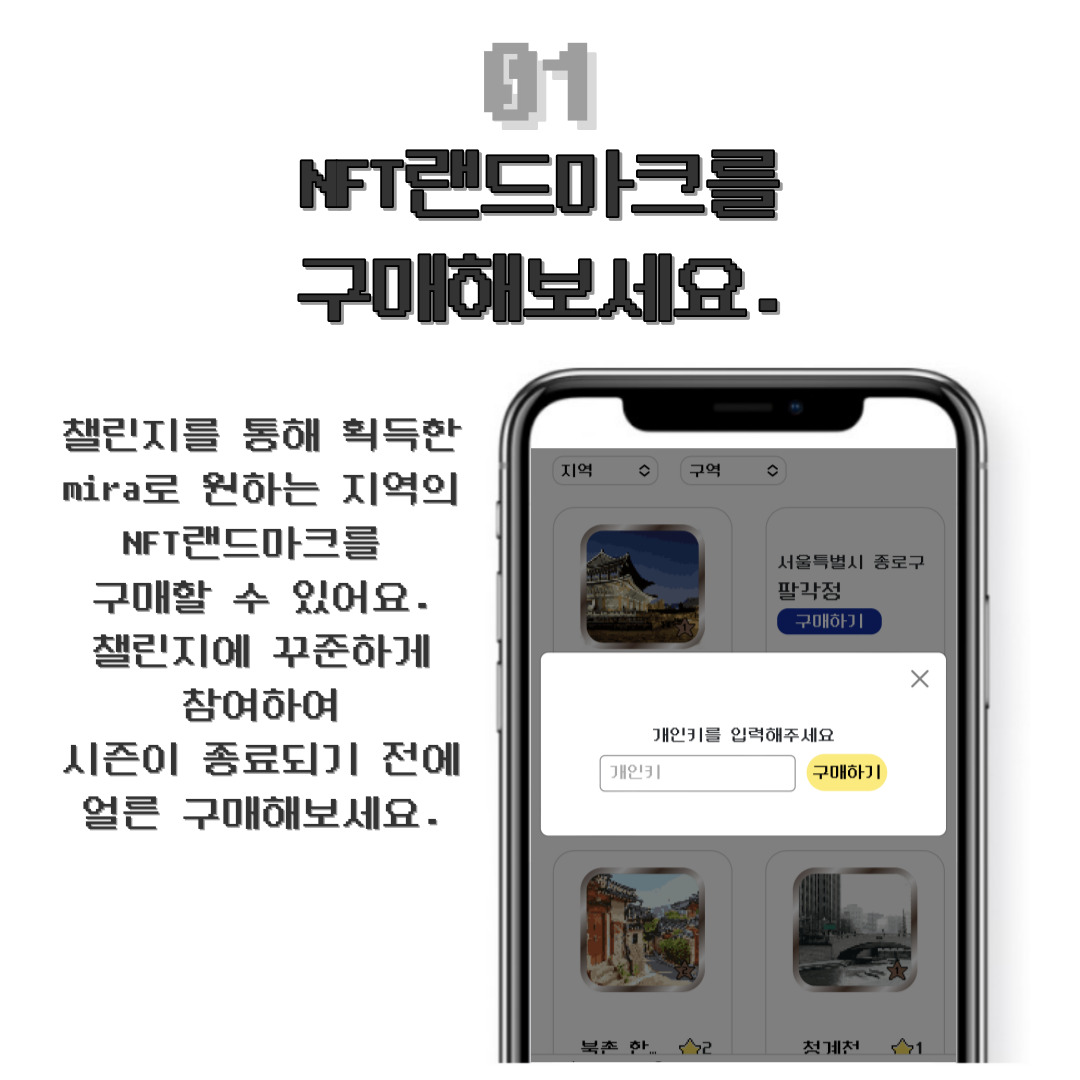 01
NFT랜드마크를
구매해보세요.
챌린지를 통해 획득한
mira로 원하는 지역의
NFT랜드마크를
구매할 수 있어요.
챌린지에 꾸준하게
참여하여
시즌이 종료되기 전에
얼른 구매해보세요.
지역
구역
서울특별시 종로구
팔각정
구매하기
개인키를 입력해주세요
개인키
구매하기
북촌 한… 2
청계천 1